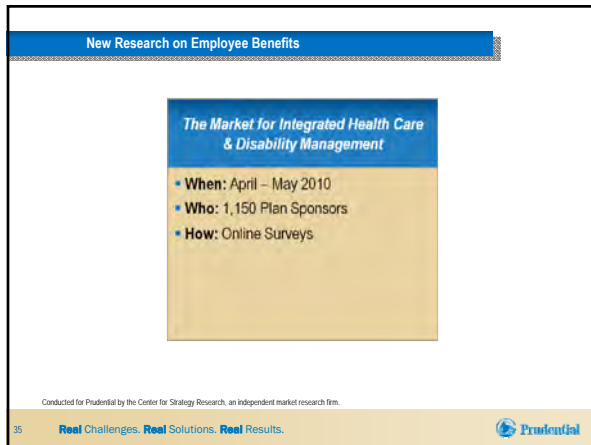 New Research on Employee Benefits
The Market for Integrated Health Care
& Disability Management
▪ When: April – May 2010
▪ Who: 1,150 Plan Sponsors
▪ How: Online Surveys
Conducted for Prudential by the Center for Strategy Research, an independent market research firm.
35 Real Challenges. Real Solutions. Real Results. Prudential